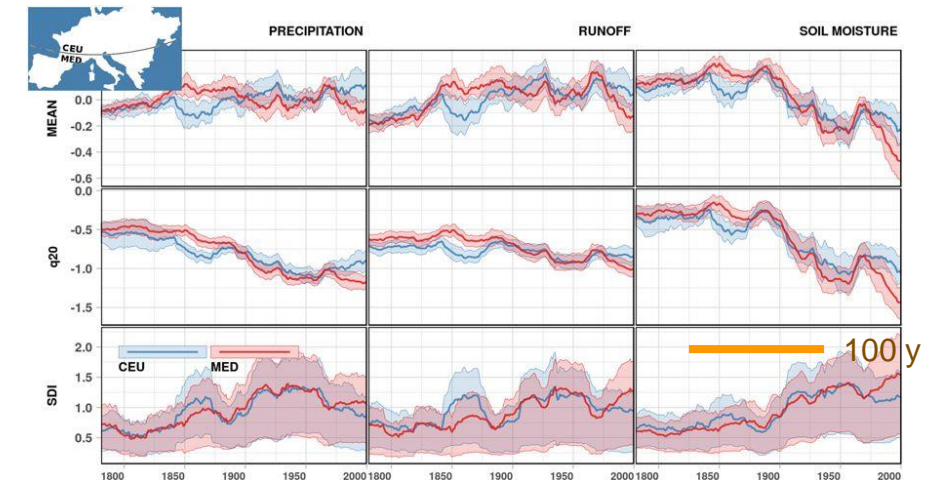 PRECIPITATION RUNOFF SOIL MOISTURE
CEU
MED
MEAN
0.0
-0.2
-0.4
-0.6
q20
0.0
-0.5
-1.0
-1.5
SDI
2.0
1.5
1.0
0.5
CEU MED
100 y
1800 1850 1900 1950 2000 1800 1850 1900 1950 2000 1800 1850 1900 1950 2000